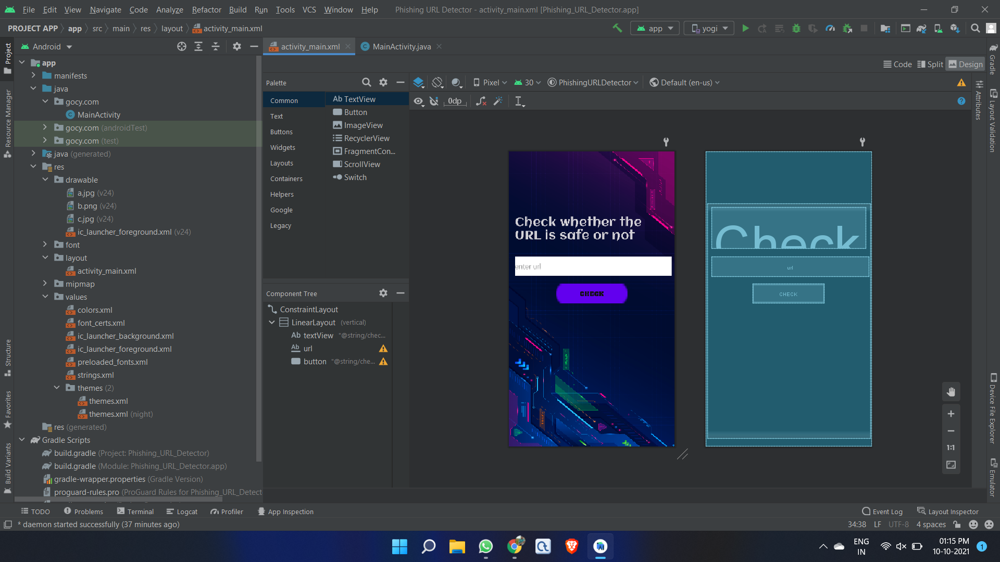 File Edit View Navigate Code Analyze Refactor Build Run Tools VCS Window Help Phishing URL Detector - activity_main.xml [Phishing_URL_Detector.app]
PROJECT APP app src main res layout activity_main.xml app yogi
Android activity_main.xml MainActivity.java
Code Split Design
Project
Resource Manager
Structure
Favorites
Build Variants
app
manifests
java
gocy.com
MainActivity
gocy.com (androidTest)
gocy.com (test)
java (generated)
res
drawable
a.jpg (v24)
b.png (v24)
c.jpg (v24)
ic_launcher_foreground.xml (v24)
font
layout
activity_main.xml
mipmap
values
colors.xml
font_certs.xml
ic_launcher_background.xml
ic_launcher_foreground.xml
preloaded_fonts.xml
strings.xml
themes (2)
themes.xml
themes.xml (night)
res (generated)
Gradle Scripts
build.gradle (Project: Phishing_URL_Detector)
build.gradle (Module: Phishing_URL_Detector.app)
gradle-wrapper.properties (Gradle Version)
proguard-rules.pro (ProGuard Rules for Phishing_URL_Detect
Palette
Common
Text
Buttons
Widgets
Layouts
Containers
Helpers
Google
Legacy
Ab TextView
Button
ImageView
RecyclerView
FragmentCon...
ScrollView
Switch
Component Tree
ConstraintLayout
LinearLayout (vertical)
Ab textView "@string/chec...
Ab url
button "@string/che...
Pixel 30 PhishingURLDetector Default (en-us)
0dp
Check whether the
URL is safe or not
enter url
CHECK
Check
url
CHECK
1:1
Gradle
Attributes
Layout Validation
Device File Explorer
Emulator
TODO Problems Terminal Logcat Profiler App Inspection Event Log Layout Inspector
* daemon started successfully (37 minutes ago) 34:38 LF UTF-8 4 spaces
ENG
IN
01:15 PM
10-10-2021
1